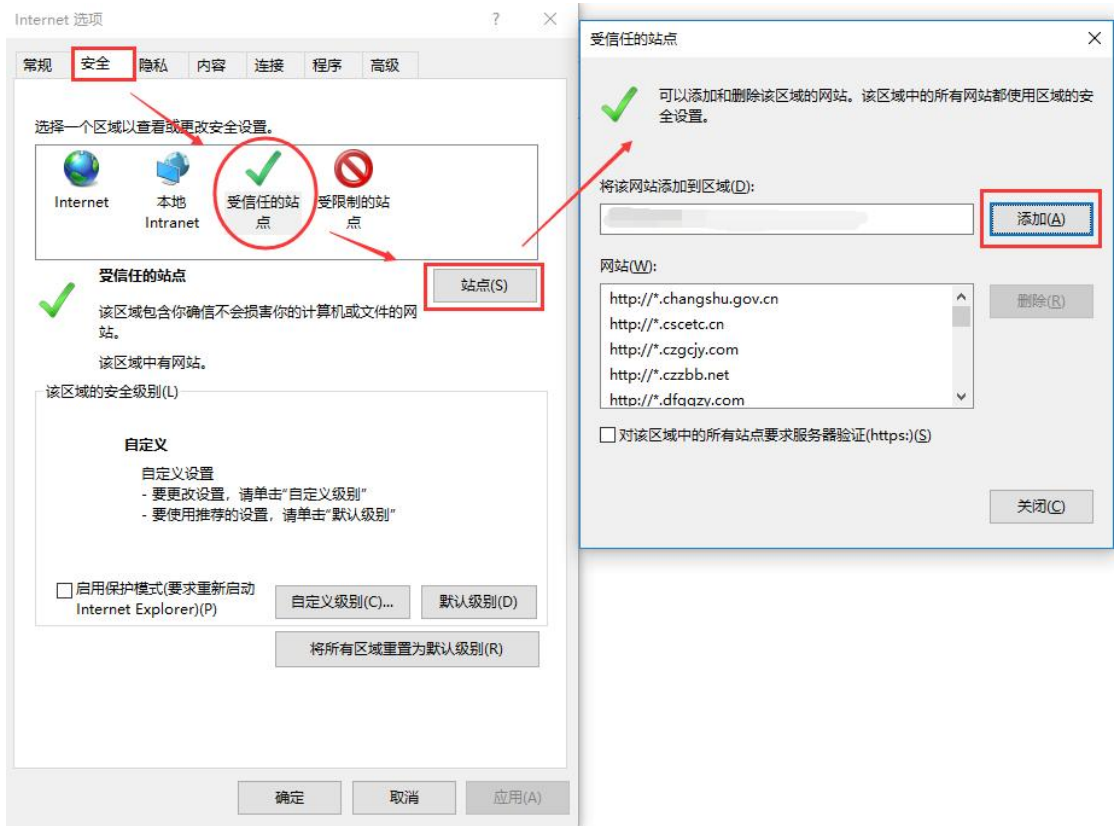 Internet 选项
常规 安全 隐私 内容 连接 程序 高级
选择一个区域以查看或更改安全设置。
Internet
本地
Intranet
受信任的站
点
受限制的站
点
受信任的站点
站点(S)
该区域包含你确信不会损害你的计算机或文件的网
站。
该区域中有网站。
该区域的安全级别(L)
自定义
自定义设置
- 要更改设置，请单击“自定义级别”
- 要使用推荐的设置，请单击“默认级别”
启用保护模式(要求重新启动
Internet Explorer)(P)
自定义级别(C)...
默认级别(D)
将所有区域重置为默认级别(R)
确定
取消
应用(A)
受信任的站点
可以添加和删除该区域的网站。该区域中的所有网站都使用区域的安
全设置。
将该网站添加到区域(D):
添加(A)
网站(W):
http://*.changshu.gov.cn
http://*.cscetc.cn
http://*.czgcjy.com
http://*.czzbb.net
http://*.dfggzy.com
删除(R)
对该区域中的所有站点要求服务器验证(https:)(S)
关闭(C)